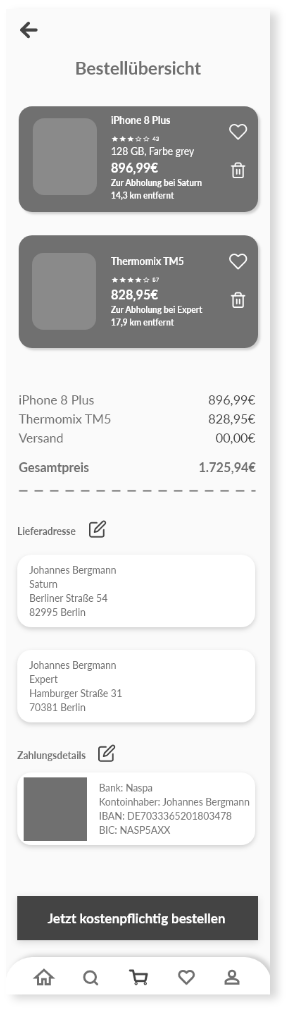 Bestellübersicht
iPhone 8 Plus
★★★☆☆ 43
128 GB, Farbe grey
896,99€
Zur Abholung bei Saturn
14,3 km entfernt
Thermomix TM5
★★★★☆ 87
828,95€
Zur Abholung bei Expert
17,9 km entfernt
iPhone 8 Plus 896,99€
Thermomix TM5 828,95€
Versand 00,00€
Gesamtpreis 1.725,94€
Lieferadresse
Johannes Bergmann
Saturn
Berliner Straße 54
82995 Berlin
Johannes Bergmann
Expert
Hamburger Straße 31
70381 Berlin
Zahlungsdetails
Bank: Naspa
Kontoinhaber: Johannes Bergmann
IBAN: DE7033365201803478
BIC: NASP5AXX
Jetzt kostenpflichtig bestellen